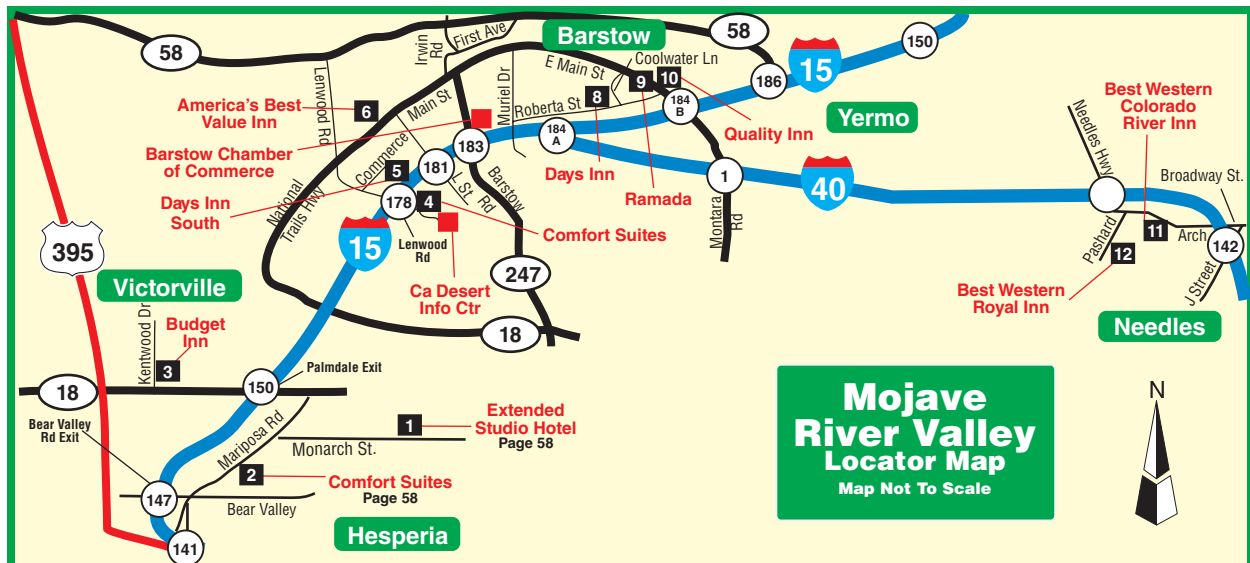 58
Irwin
Rd
First Ave
Barstow
58
15
150
Coolwater Ln
E Main St
Muriel Dr
Lenwood Rd
186
America's Best
Value Inn
6
Main St
9
10
8
Roberta St
184
B
Quality Inn
Yermo
Best Western
Colorado
River Inn
Needles Hwy
Barstow Chamber
of Commerce
Commerce
5
181
183
184
A
Days Inn
Ramada
1
40
Broadway St.
Days Inn
South
National
Trails Hwy
178
4
L St.
Barstow
Rd
Comfort Suites
Montara
Rd
Pashard
11
Arch
12
142
J Street
395
15
Lenwood
Rd
Ca Desert
Info Ctr
247
Best Western
Royal Inn
Victorville
18
Needles
Kentwood Dr
Budget
Inn
3
18
150
Palmdale Exit
Mojave
River Valley
Locator Map
Map Not To Scale
N
Bear Valley
Rd Exit
Mariposa Rd
1
Extended
Studio Hotel
Page 58
Monarch St.
2
Comfort Suites
Page 58
147
Bear Valley
Hesperia
141